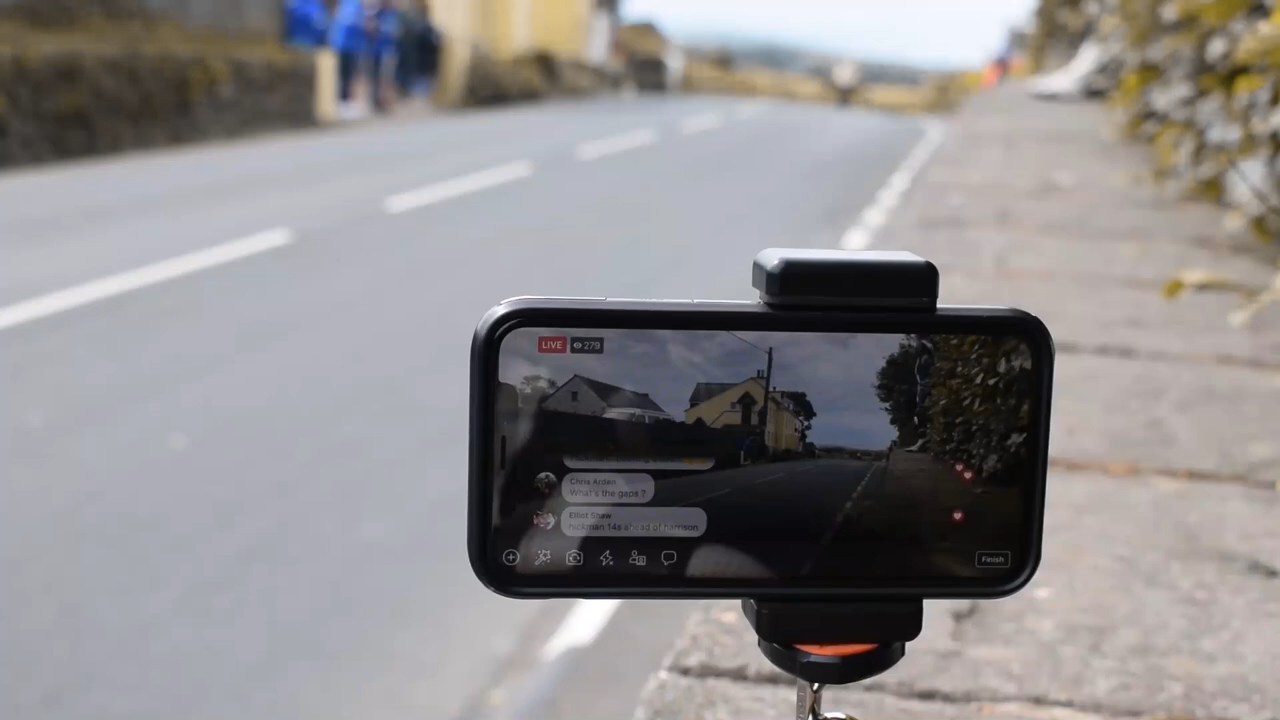 LIVE 279
Chris Arden
What's the gaps ?
Elliot Shaw
hickman 14s ahead of harrison
Finish